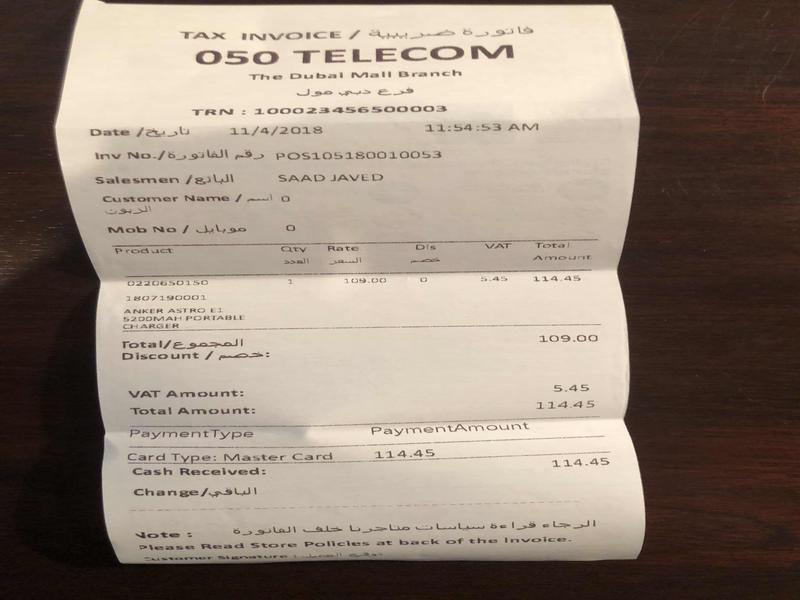 TAX INVOICE / فاتورة ضريبية
050 TELECOM
The Dubai Mall Branch
فرع دبي مول
TRN : 100023456500003
Date / تاريخ 11/4/2018 11:54:53 AM
Inv No./رقم الفاتورة POS105180010053
Salesmen /البائع SAAD JAVED
Customer Name / اسم 0
الزبون
Mob No / موبايل 0
Product Qty Rate Dis VAT Total
العدد السعر خصم Amount
0220650150 1 109.00 0 5.45 114.45
1807190001
ANKER ASTRO E1
5200MAH PORTABLE
CHARGER
Total/المجموع 109.00
Discount / خصم:
VAT Amount: 5.45
Total Amount: 114.45
PaymentType PaymentAmount
Card Type: Master Card 114.45
Cash Received: 114.45
Change/الباقي
Note : الرجاء قراءة سياسات متاجرنا خلف الفاتورة
Please Read Store Policies at back of the Invoice.
Customer Signature :